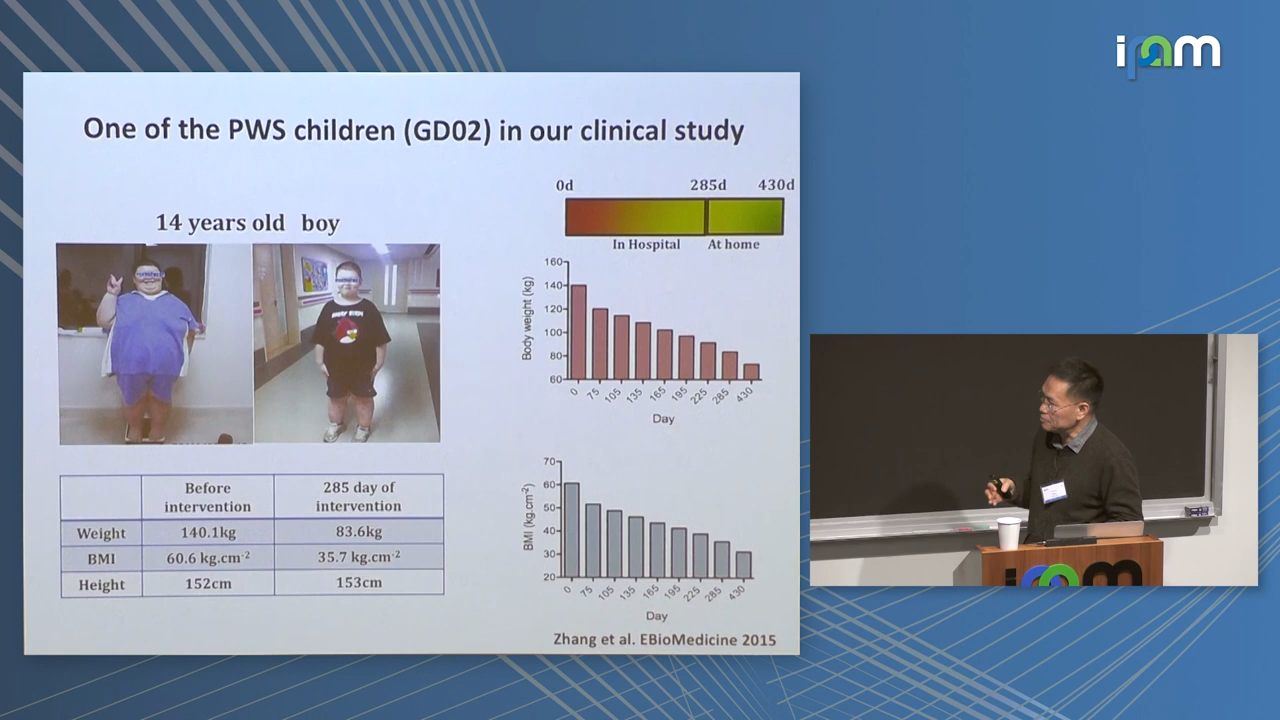 ipam
One of the PWS children (GD02) in our clinical study
14 years old boy
0d 285d 430d
In Hospital At home
Body weight (kg)
160
140
120
100
80
60
0 75 105 135 165 195 225 285 430
Day
Before intervention
285 day of intervention
Weight 140.1kg 83.6kg
BMI 60.6 kg.cm-2 35.7 kg.cm-2
Height 152cm 153cm
BMI (kg.cm-2)
70
60
50
40
30
20
0 75 105 135 165 195 225 285 430
Day
Zhang et al. EBioMedicine 2015